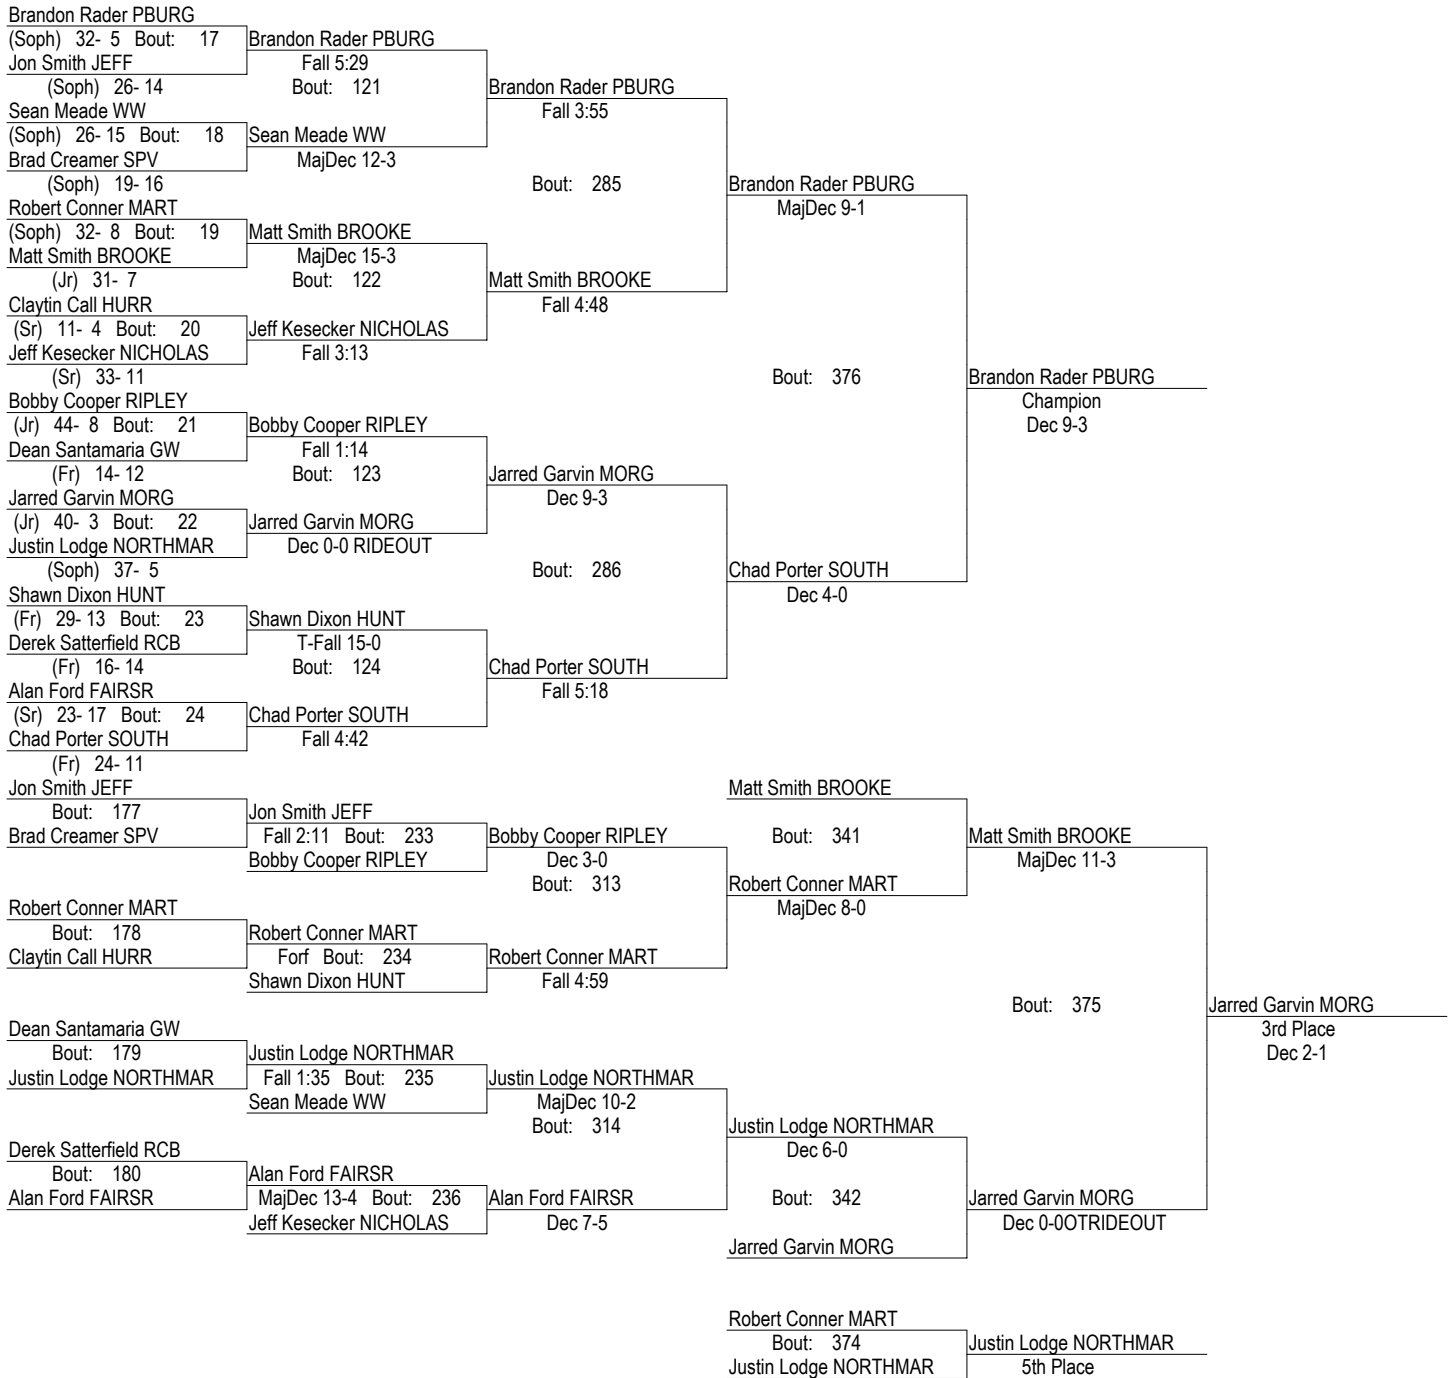 Brandon Rader PBURG
(Soph) 32- 5 Bout: 17 Brandon Rader PBURG
Jon Smith JEFF Fall 5:29
(Soph) 26- 14 Bout: 121 Brandon Rader PBURG
Sean Meade WW Fall 3:55
(Soph) 26- 15 Bout: 18 Sean Meade WW
Brad Creamer SPV MajDec 12-3
(Soph) 19- 16 Bout: 285 Brandon Rader PBURG
Robert Conner MART MajDec 9-1
(Soph) 32- 8 Bout: 19 Matt Smith BROOKE
Matt Smith BROOKE MajDec 15-3
(Jr) 31- 7 Bout: 122 Matt Smith BROOKE
Claytin Call HURR Fall 4:48
(Sr) 11- 4 Bout: 20 Jeff Kesecker NICHOLAS
Jeff Kesecker NICHOLAS Fall 3:13
(Sr) 33- 11 Bout: 376 Brandon Rader PBURG
Bobby Cooper RIPLEY Champion
(Jr) 44- 8 Bout: 21 Bobby Cooper RIPLEY Dec 9-3
Dean Santamaria GW Fall 1:14
(Fr) 14- 12 Bout: 123 Jarred Garvin MORG
Jarred Garvin MORG Dec 9-3
(Jr) 40- 3 Bout: 22 Jarred Garvin MORG
Justin Lodge NORTHMAR Dec 0-0 RIDEOUT
(Soph) 37- 5 Bout: 286 Chad Porter SOUTH
Shawn Dixon HUNT Dec 4-0
(Fr) 29- 13 Bout: 23 Shawn Dixon HUNT
Derek Satterfield RCB T-Fall 15-0
(Fr) 16- 14 Bout: 124 Chad Porter SOUTH
Alan Ford FAIRSR Fall 5:18
(Sr) 23- 17 Bout: 24 Chad Porter SOUTH
Chad Porter SOUTH Fall 4:42
(Fr) 24- 11
Jon Smith JEFF Matt Smith BROOKE
Bout: 177 Jon Smith JEFF
Brad Creamer SPV Fall 2:11 Bout: 233 Bobby Cooper RIPLEY Bout: 341 Matt Smith BROOKE
Bobby Cooper RIPLEY Dec 3-0 MajDec 11-3
Bout: 313 Robert Conner MART
Robert Conner MART MajDec 8-0
Bout: 178 Robert Conner MART
Claytin Call HURR Forf Bout: 234 Robert Conner MART
Shawn Dixon HUNT Fall 4:59
Bout: 375 Jarred Garvin MORG
Dean Santamaria GW 3rd Place
Bout: 179 Justin Lodge NORTHMAR Dec 2-1
Justin Lodge NORTHMAR Fall 1:35 Bout: 235 Justin Lodge NORTHMAR
Sean Meade WW MajDec 10-2
Bout: 314 Justin Lodge NORTHMAR
Derek Satterfield RCB Dec 6-0
Bout: 180 Alan Ford FAIRSR
Alan Ford FAIRSR MajDec 13-4 Bout: 236 Alan Ford FAIRSR Bout: 342 Jarred Garvin MORG
Jeff Kesecker NICHOLAS Dec 7-5 Dec 0-0OTRIDEOUT
Jarred Garvin MORG
Robert Conner MART
Bout: 374 Justin Lodge NORTHMAR
Justin Lodge NORTHMAR 5th Place